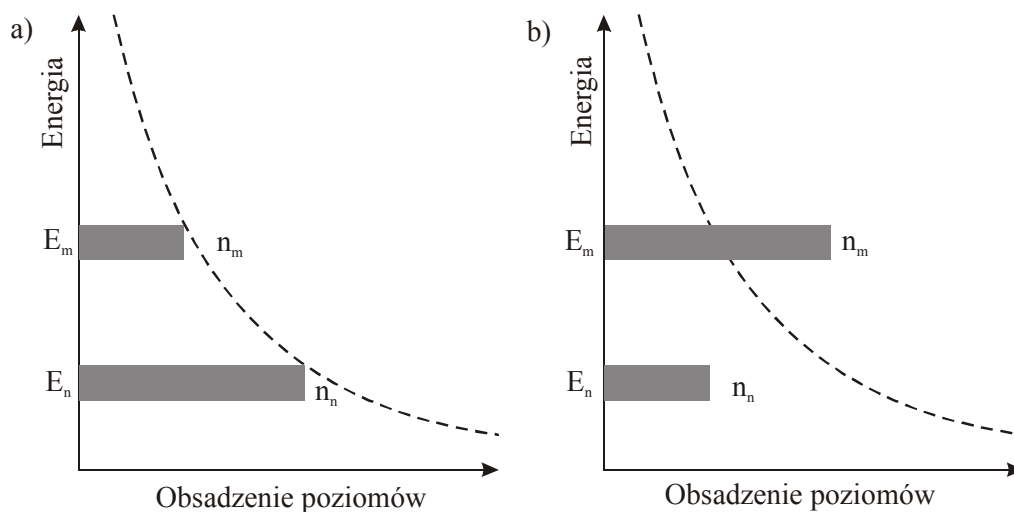 a)
Energia
E_m
n_m
E_n
n_n
Obsadzenie poziomów
b)
Energia
E_m
n_m
E_n
n_n
Obsadzenie poziomów